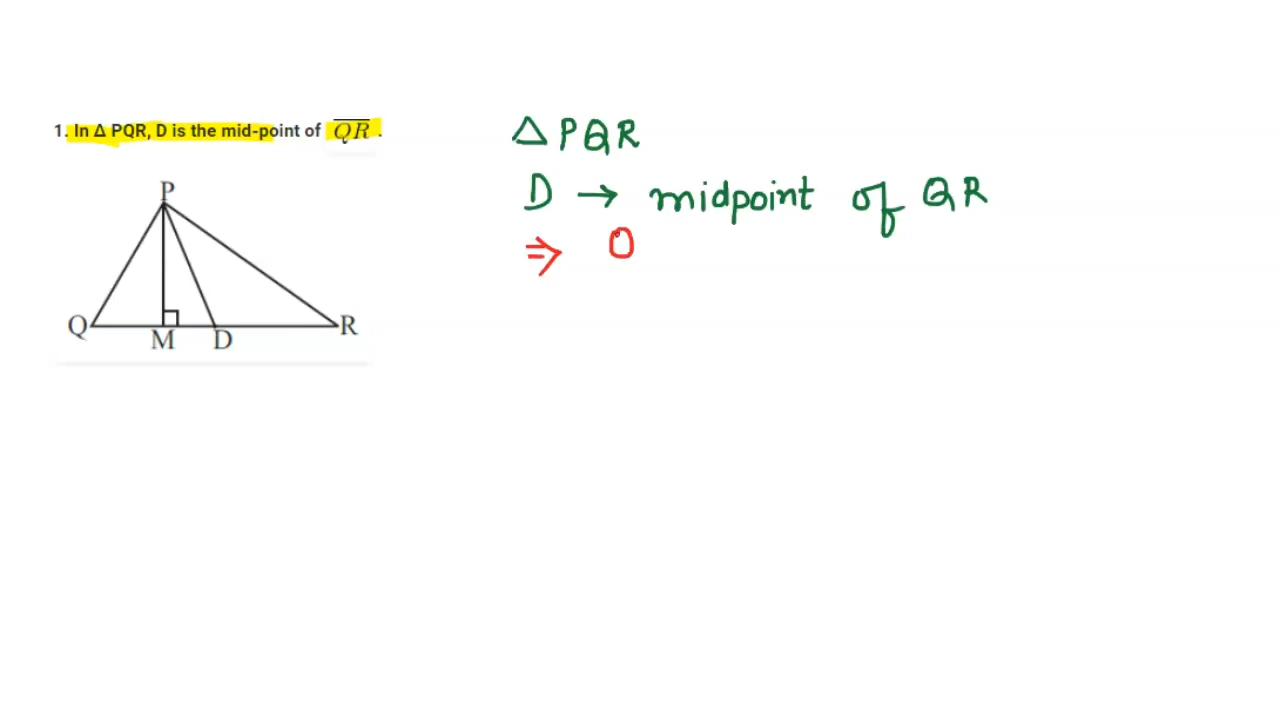 1. In Δ PQR, D is the mid-point of QR .
P
Q
M
D
R
Δ PQR
D → midpoint of QR
⇒ O